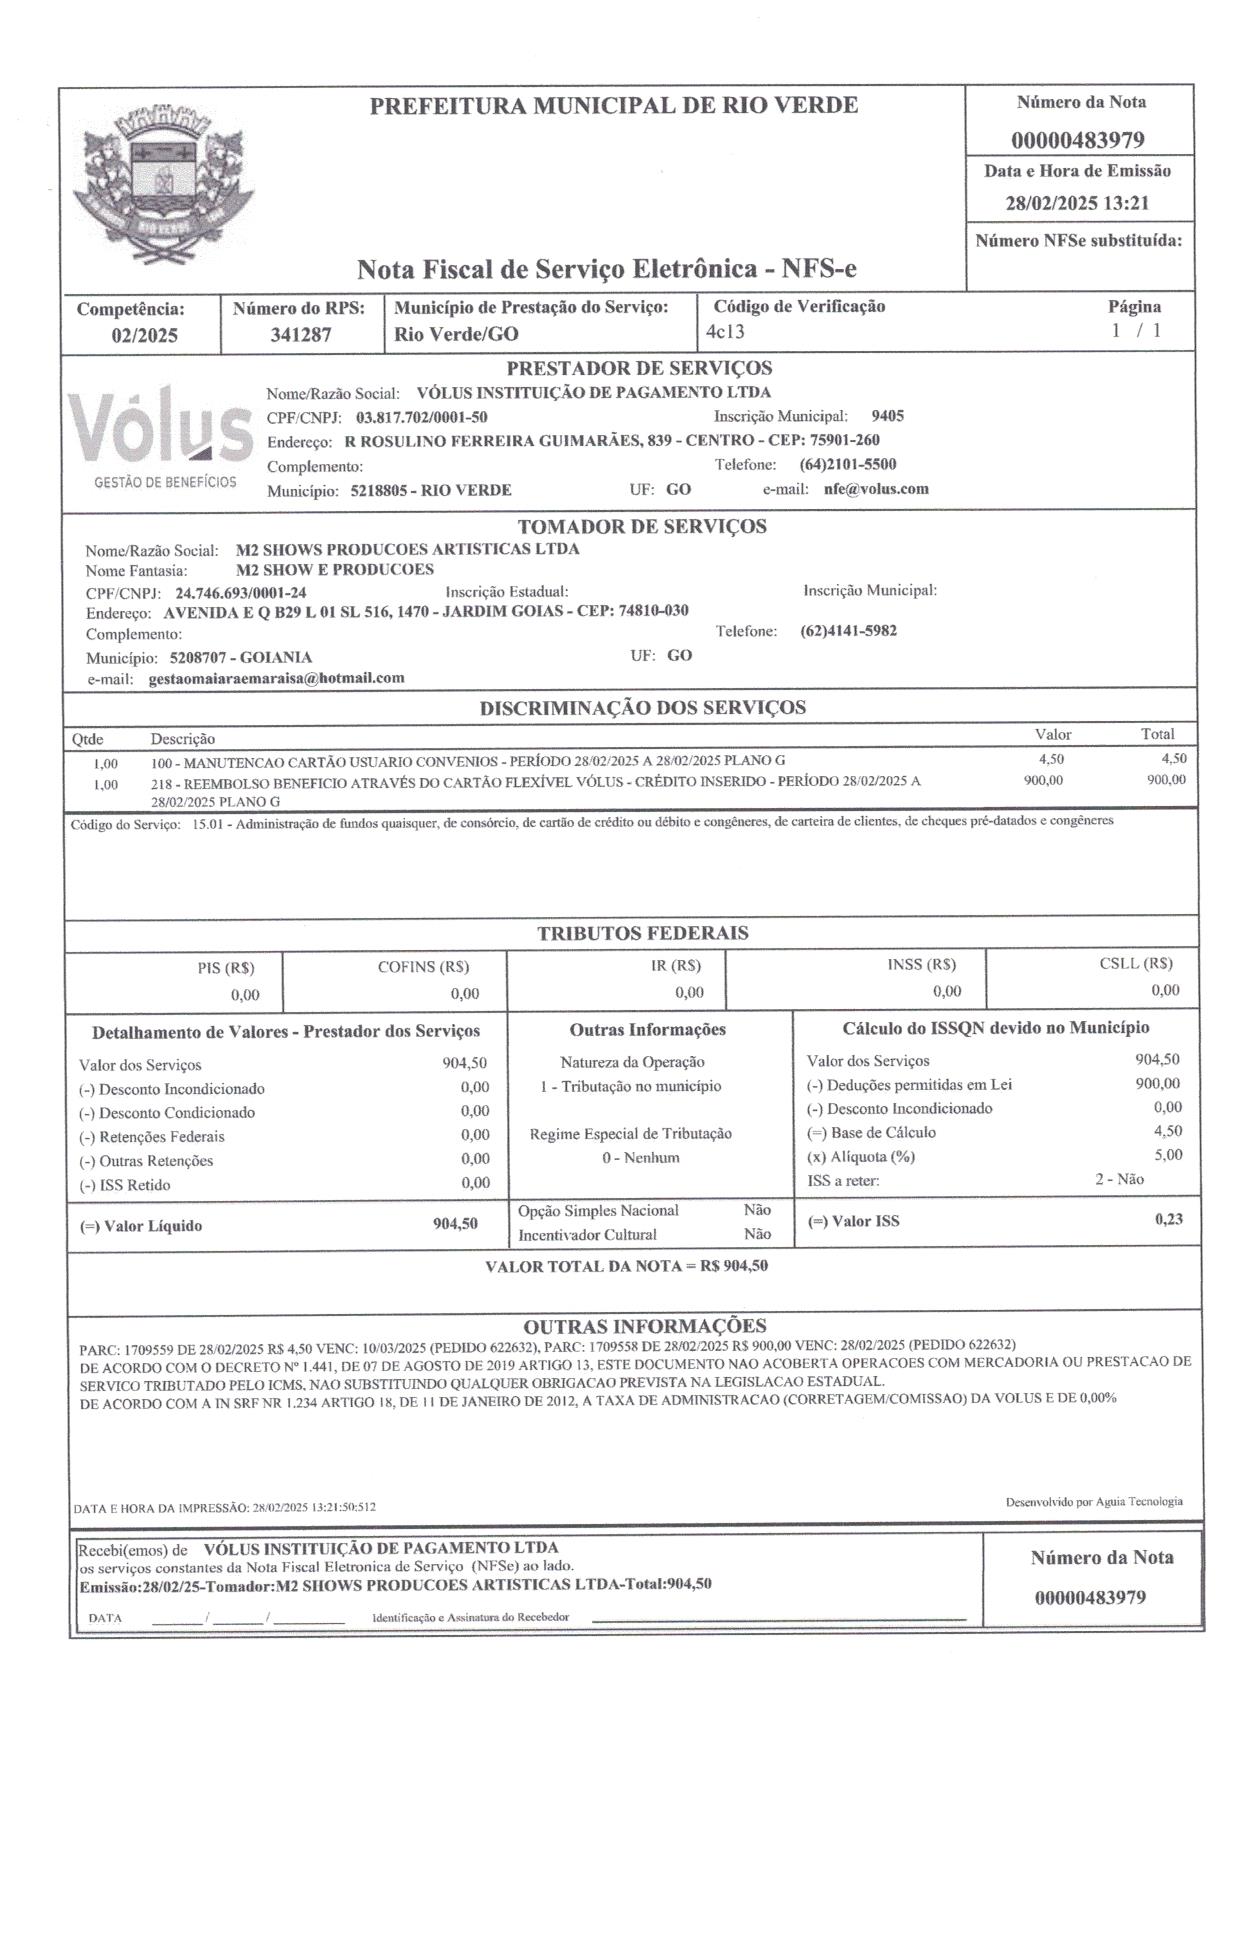 PREFEITURA MUNICIPAL DE RIO VERDE
Número da Nota
00000483979
Data e Hora de Emissão
28/02/2025 13:21
Número NFSe substituída:
RIO VERDE
Nota Fiscal de Serviço Eletrônica - NFS-e
Competência: Número do RPS: Município de Prestação do Serviço: Código de Verificação Página
02/2025 341287 Rio Verde/GO 4c13 1 / 1
PRESTADOR DE SERVIÇOS
Vólus
GESTÃO DE BENEFÍCIOS
Nome/Razão Social: VÓLUS INSTITUIÇÃO DE PAGAMENTO LTDA
CPF/CNPJ: 03.817.702/0001-50 Inscrição Municipal: 9405
Endereço: R ROSULINO FERREIRA GUIMARÃES, 839 - CENTRO - CEP: 75901-260
Complemento: Telefone: (64)2101-5500
Município: 5218805 - RIO VERDE UF: GO e-mail: nfe@volus.com
TOMADOR DE SERVIÇOS
Nome/Razão Social: M2 SHOWS PRODUCOES ARTISTICAS LTDA
Nome Fantasia: M2 SHOW E PRODUCOES
CPF/CNPJ: 24.746.693/0001-24 Inscrição Estadual: Inscrição Municipal:
Endereço: AVENIDA E Q B29 L 01 SL 516, 1470 - JARDIM GOIAS - CEP: 74810-030
Complemento: Telefone: (62)4141-5982
Município: 5208707 - GOIANIA UF: GO
e-mail: gestaomaiaraemaraisa@hotmail.com
DISCRIMINAÇÃO DOS SERVIÇOS
Qtde Descrição Valor Total
1,00 100 - MANUTENCAO CARTÃO USUARIO CONVENIOS - PERÍODO 28/02/2025 A 28/02/2025 PLANO G 4,50 4,50
1,00 218 - REEMBOLSO BENEFICIO ATRAVÉS DO CARTÃO FLEXÍVEL VÓLUS - CRÉDITO INSERIDO - PERÍODO 28/02/2025 A 900,00 900,00
28/02/2025 PLANO G
Código do Serviço: 15.01 - Administração de fundos quaisquer, de consórcio, de cartão de crédito ou débito e congêneres, de carteira de clientes, de cheques pré-datados e congêneres
TRIBUTOS FEDERAIS
PIS (R$) COFINS (R$) IR (R$) INSS (R$) CSLL (R$)
0,00 0,00 0,00 0,00 0,00
Detalhamento de Valores - Prestador dos Serviços
Valor dos Serviços 904,50
(-) Desconto Incondicionado 0,00
(-) Desconto Condicionado 0,00
(-) Retenções Federais 0,00
(-) Outras Retenções 0,00
(-) ISS Retido 0,00
(=) Valor Líquido 904,50
Outras Informações
Natureza da Operação
1 - Tributação no município
Regime Especial de Tributação
0 - Nenhum
Opção Simples Nacional Não
Incentivador Cultural Não
Cálculo do ISSQN devido no Município
Valor dos Serviços 904,50
(-) Deduções permitidas em Lei 900,00
(-) Desconto Incondicionado 0,00
(=) Base de Cálculo 4,50
(x) Alíquota (%) 5,00
ISS a reter: 2 - Não
(=) Valor ISS 0,23
VALOR TOTAL DA NOTA = R$ 904,50
OUTRAS INFORMAÇÕES
PARC: 1709559 DE 28/02/2025 R$ 4,50 VENC: 10/03/2025 (PEDIDO 622632), PARC: 1709558 DE 28/02/2025 R$ 900,00 VENC: 28/02/2025 (PEDIDO 622632)
DE ACORDO COM O DECRETO Nº 1.441, DE 07 DE AGOSTO DE 2019 ARTIGO 13, ESTE DOCUMENTO NAO ACOBERTA OPERACOES COM MERCADORIA OU PRESTACAO DE
SERVICO TRIBUTADO PELO ICMS, NAO SUBSTITUINDO QUALQUER OBRIGACAO PREVISTA NA LEGISLACAO ESTADUAL.
DE ACORDO COM A IN SRF NR 1.234 ARTIGO 18, DE 11 DE JANEIRO DE 2012, A TAXA DE ADMINISTRACAO (CORRETAGEM/COMISSAO) DA VOLUS E DE 0,00%
DATA E HORA DA IMPRESSÃO: 28/02/2025 13:21:50:512 Desenvolvido por Aguia Tecnologia
Recebi(emos) de VÓLUS INSTITUIÇÃO DE PAGAMENTO LTDA
os serviços constantes da Nota Fiscal Eletronica de Serviço (NFSe) ao lado.
Emissão:28/02/25-Tomador:M2 SHOWS PRODUCOES ARTISTICAS LTDA-Total:904,50
DATA ______/______/_________ Identificação e Assinatura do Recebedor
Número da Nota
00000483979